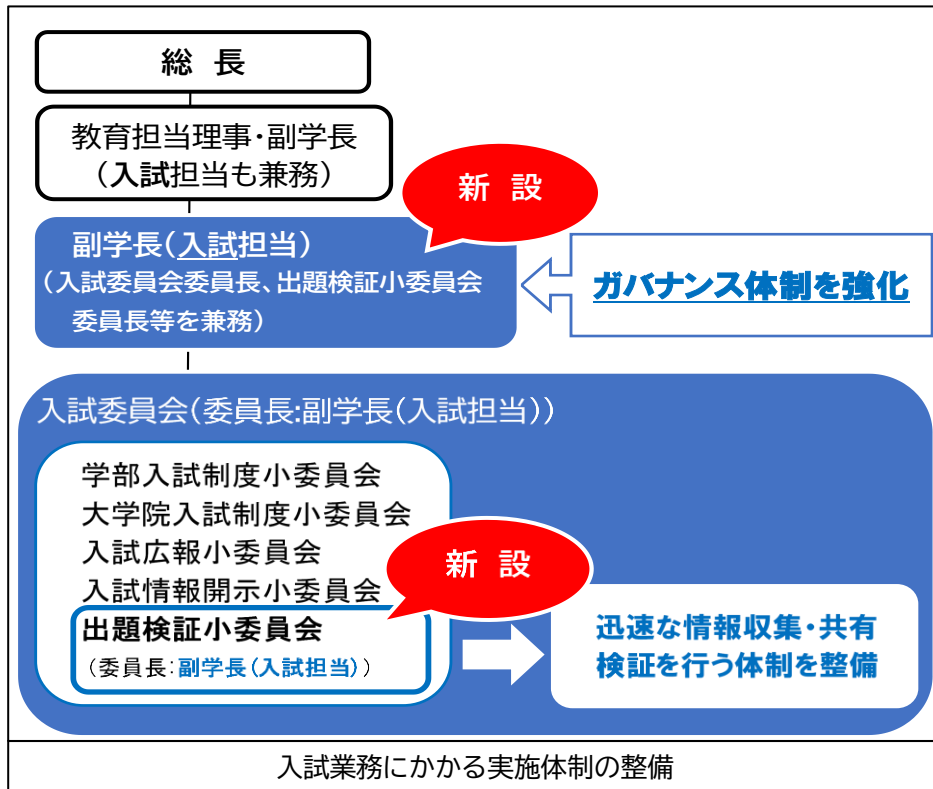 総 長
教育担当理事・副学長
(入試担当も兼務)
新 設
副学長(入試担当)
(入試委員会委員長、出題検証小委員会
委員長等を兼務)
ガバナンス体制を強化
入試委員会(委員長:副学長(入試担当))
学部入試制度小委員会
大学院入試制度小委員会
入試広報小委員会
入試情報開示小委員会
新 設
出題検証小委員会
(委員長:副学長(入試担当))
迅速な情報収集・共有
検証を行う体制を整備
入試業務にかかる実施体制の整備